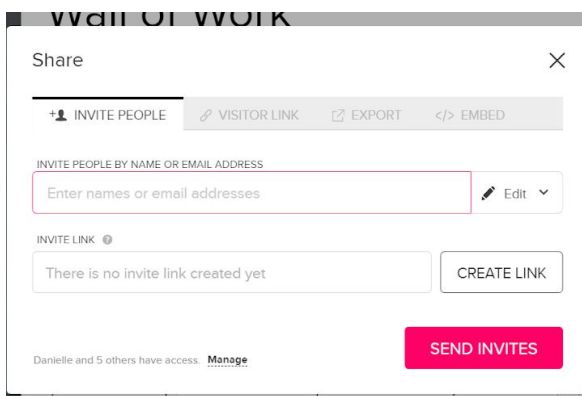 Wall of Work
Share
INVITE PEOPLE
VISITOR LINK
EXPORT
</> EMBED
INVITE PEOPLE BY NAME OR EMAIL ADDRESS
Enter names or email addresses
Edit
INVITE LINK
There is no invite link created yet
CREATE LINK
SEND INVITES
Danielle and 5 others have access. Manage